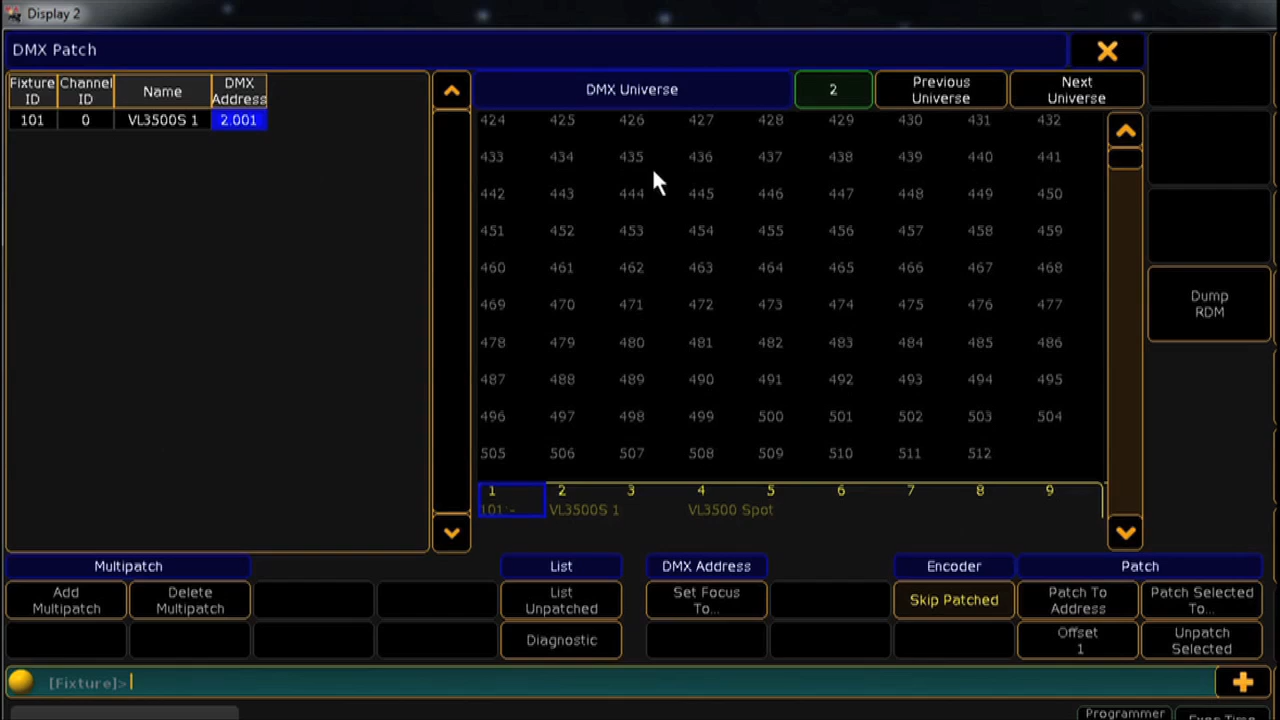 Display 2
DMX Patch
Fixture ID Channel ID Name DMX Address
101 0 VL3500S 1 2.001
DMX Universe 2 Previous Universe Next Universe
424 425 426 427 428 429 430 431 432
433 434 435 436 437 438 439 440 441
442 443 444 445 446 447 448 449 450
451 452 453 454 455 456 457 458 459
460 461 462 463 464 465 466 467 468
469 470 471 472 473 474 475 476 477
478 479 480 481 482 483 484 485 486
487 488 489 490 491 492 493 494 495
496 497 498 499 500 501 502 503 504
505 506 507 508 509 510 511 512
1 2 3 4 5 6 7 8 9
101:- VL3500S 1 VL3500 Spot
Dump RDM
Multipatch List DMX Address Encoder Patch
Add Multipatch Delete Multipatch List Unpatched Set Focus To... Skip Patched Patch To Address Patch Selected To...
Diagnostic Offset 1 Unpatch Selected
[Fixture]>
Programmer